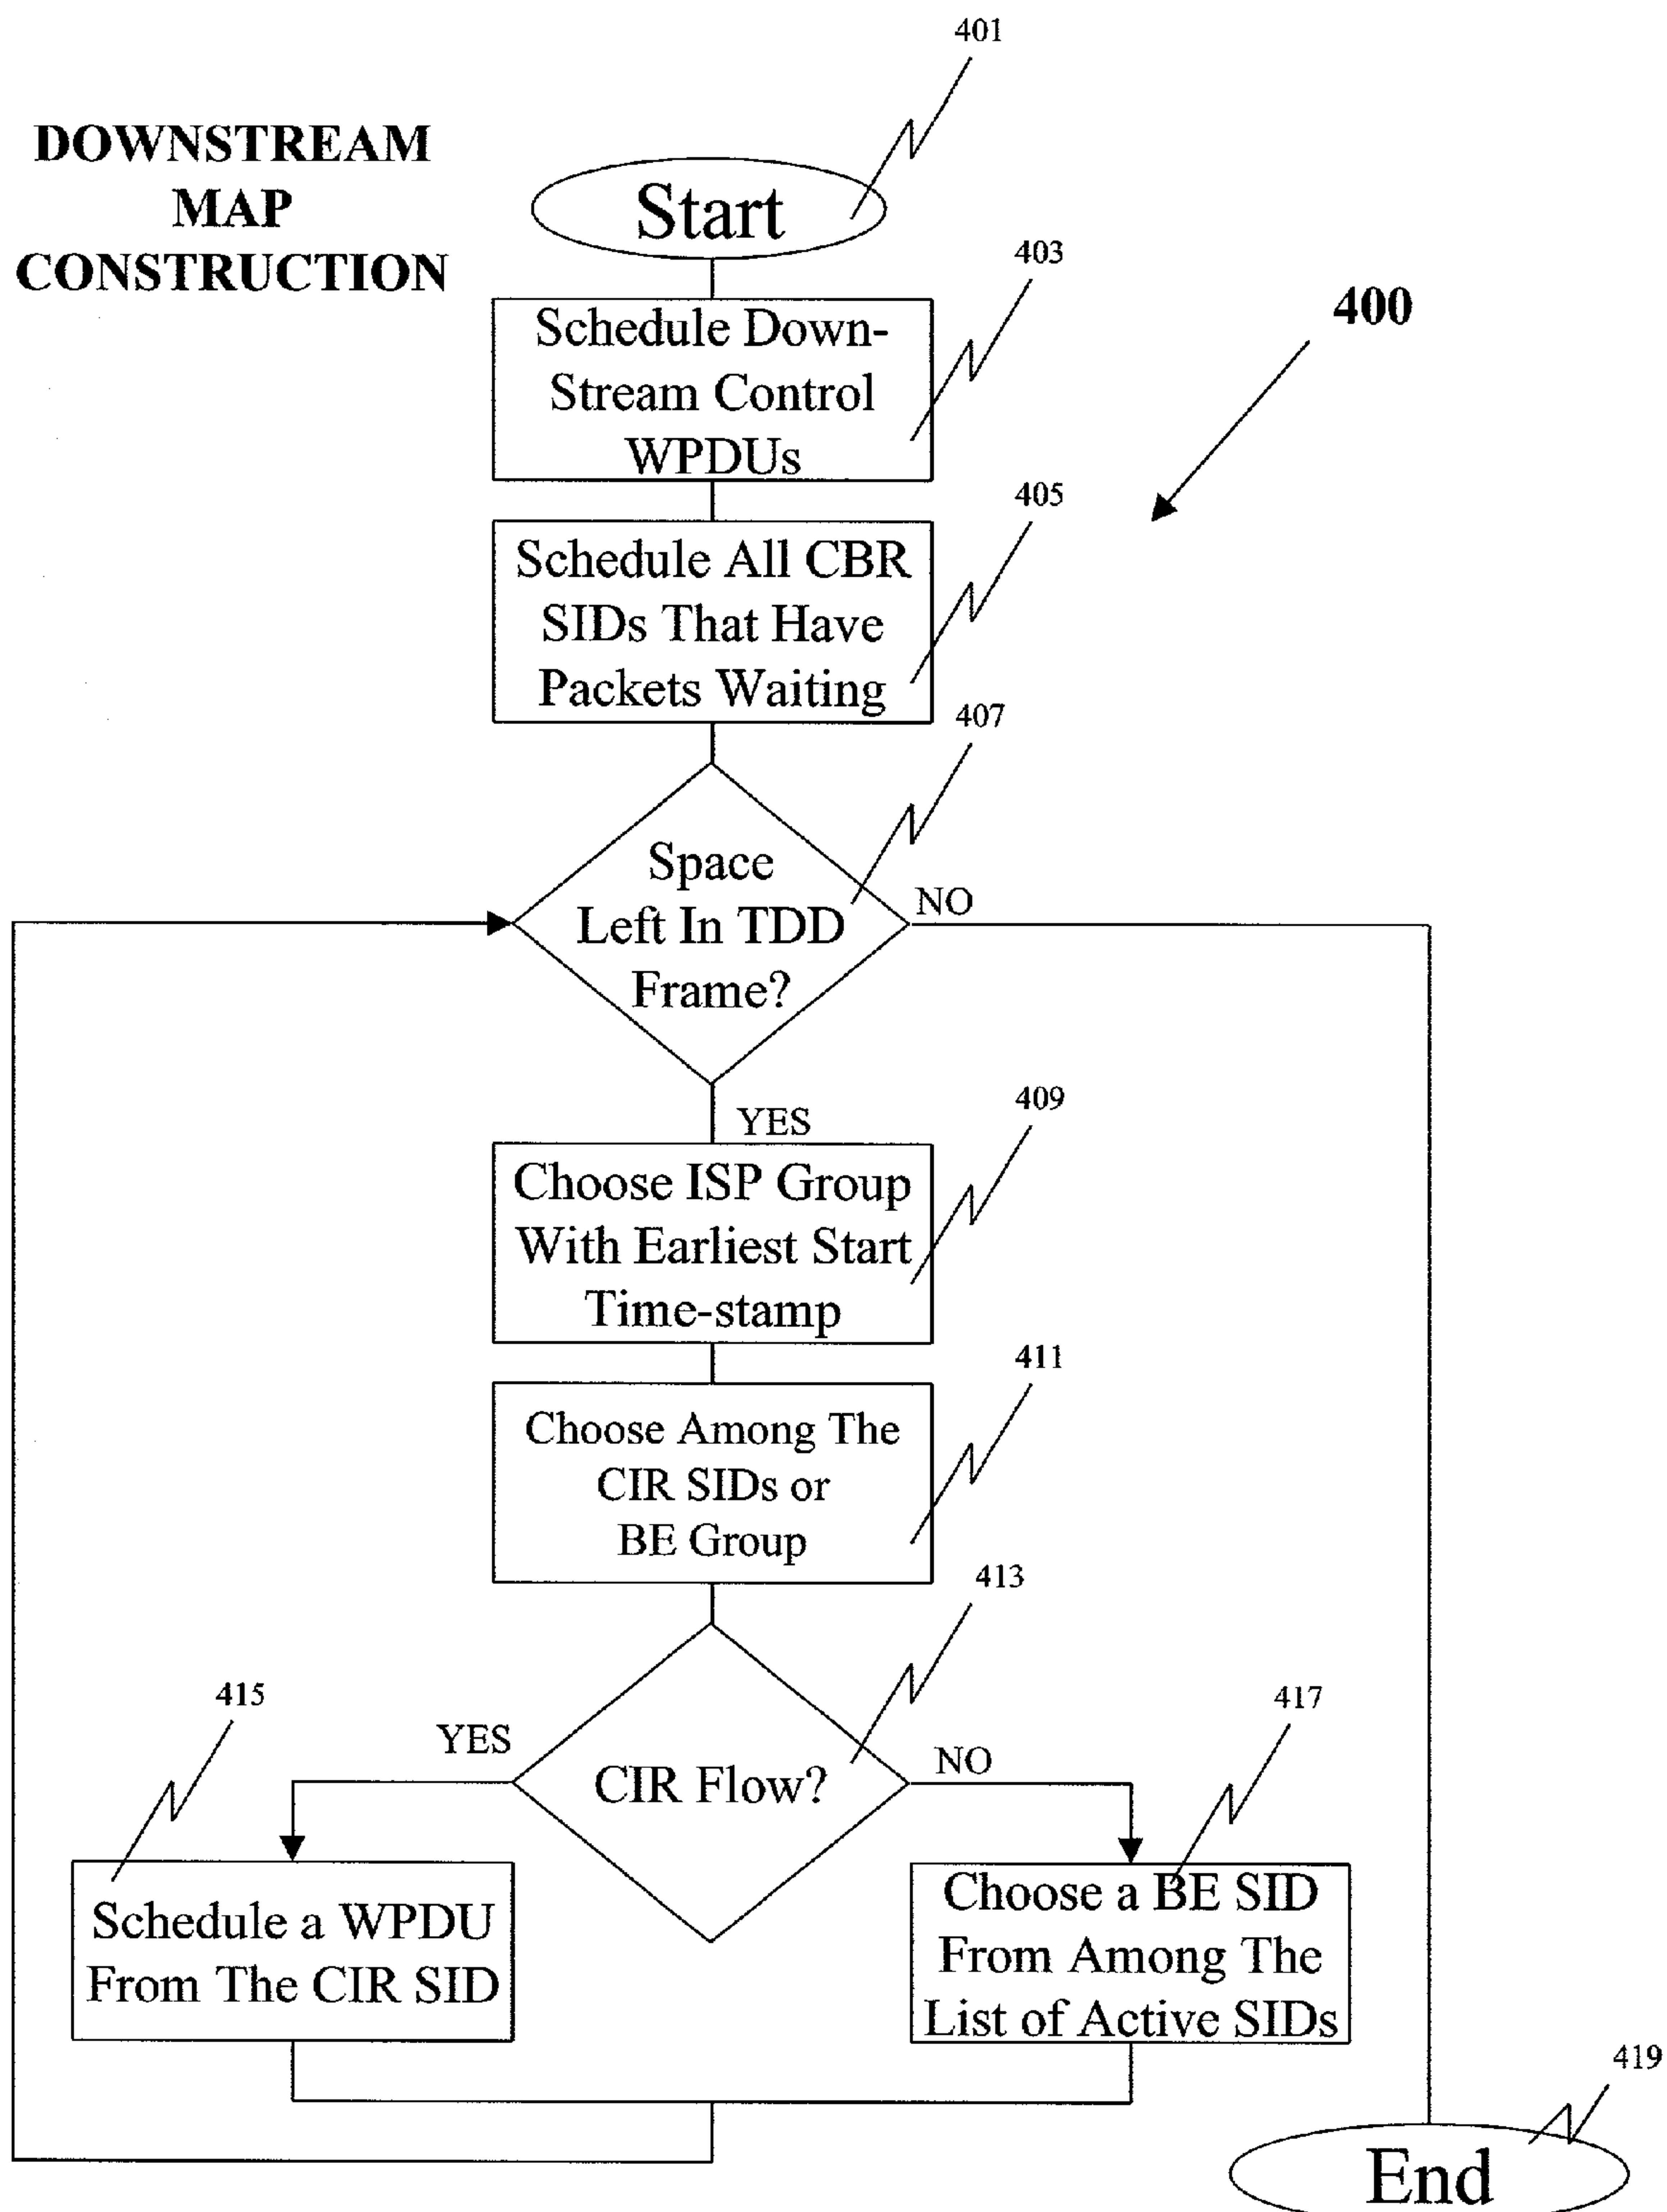 401
DOWNSTREAM
MAP
CONSTRUCTION
Start
403
400
Schedule Down-
Stream Control
WPDUs
405
Schedule All CBR
SIDs That Have
Packets Waiting
407
Space
Left In TDD
Frame?
NO
YES
409
Choose ISP Group
With Earliest Start
Time-stamp
411
Choose Among The
CIR SIDs or
BE Group
413
CIR Flow?
YES
NO
415
Schedule a WPDU
From The CIR SID
417
Choose a BE SID
From Among The
List of Active SIDs
419
End